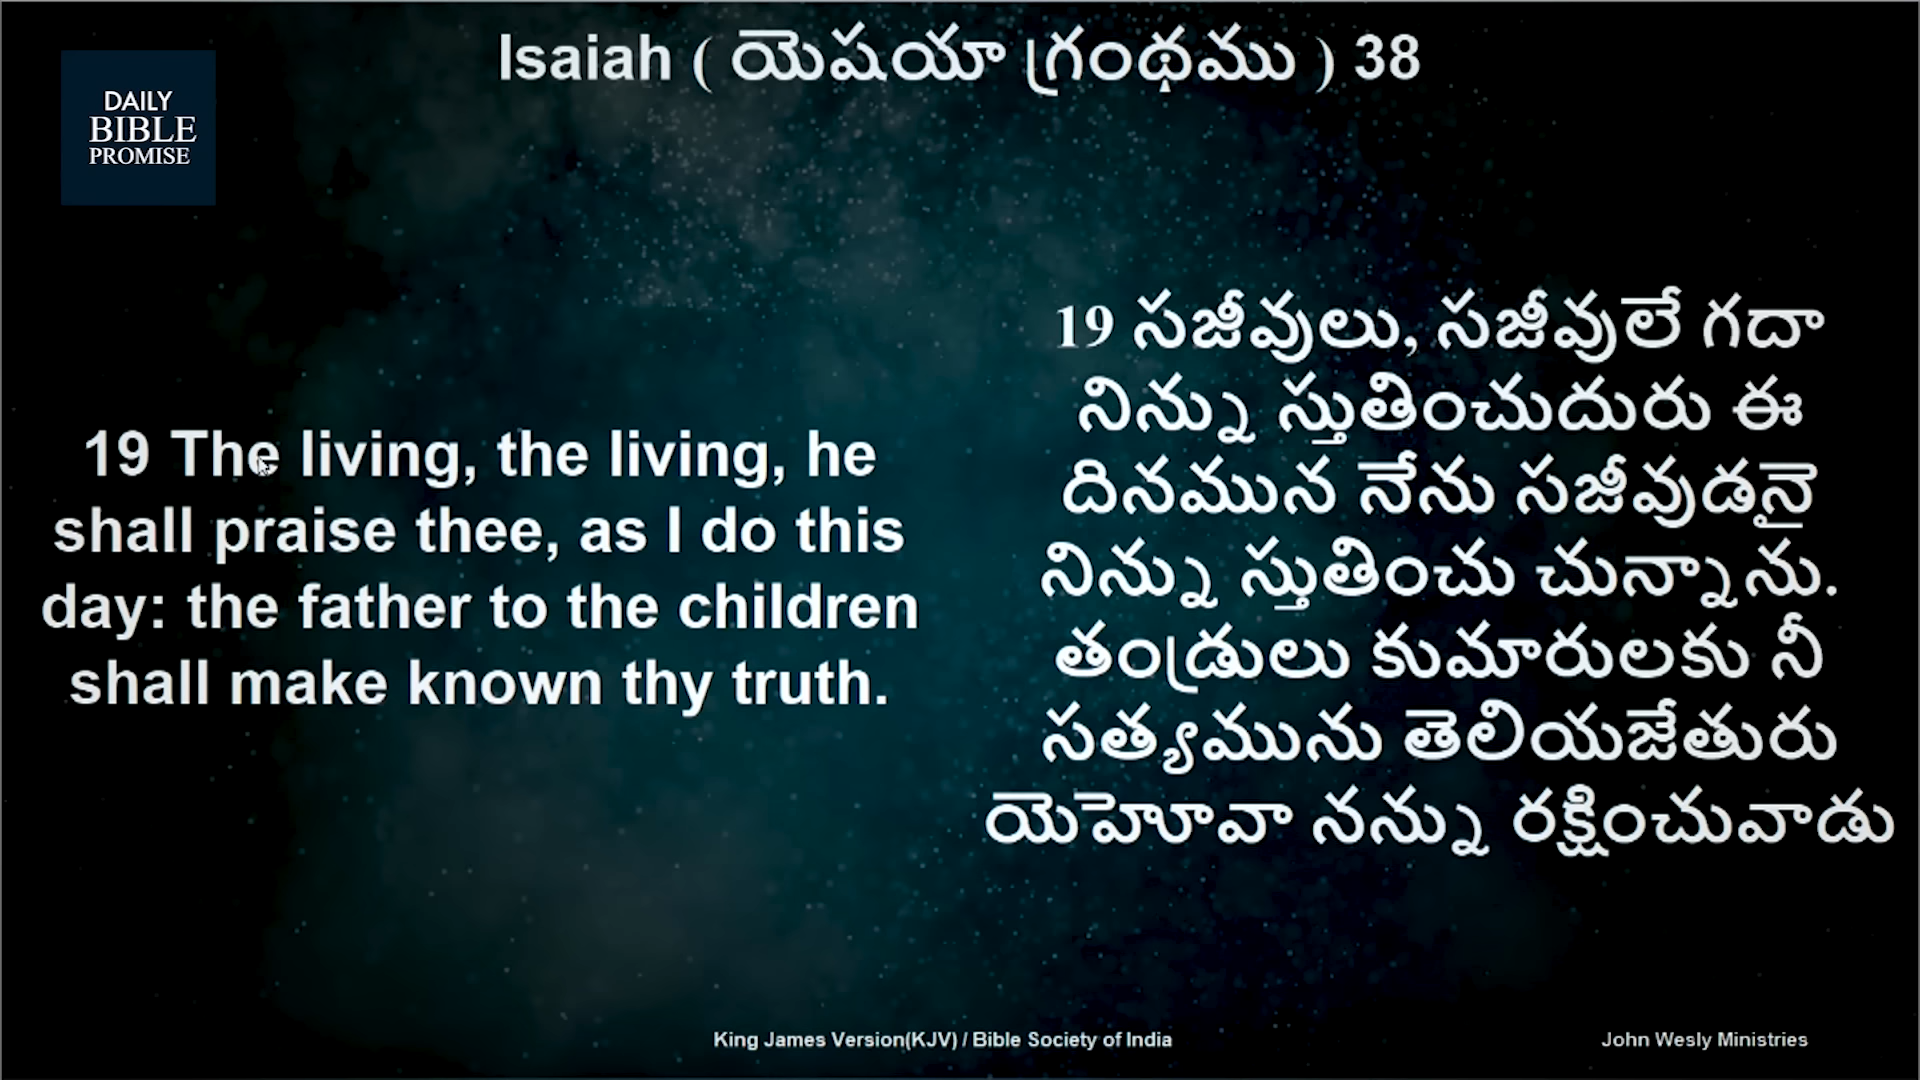 Isaiah ( యెషయా గ్రంథము ) 38
DAILY
BIBLE
PROMISE
19 The living, the living, he
shall praise thee, as I do this
day: the father to the children
shall make known thy truth.
19 సజీవులు, సజీవులే గదా
నిన్ను స్తుతించుదురు ఈ
దినమున నేను సజీవుడనై
నిన్ను స్తుతించు చున్నాను.
తండ్రులు కుమారులకు నీ
సత్యమును తెలియజేతురు
యెహోవా నన్ను రక్షించువాడు
King James Version(KJV) / Bible Society of India
John Wesly Ministries